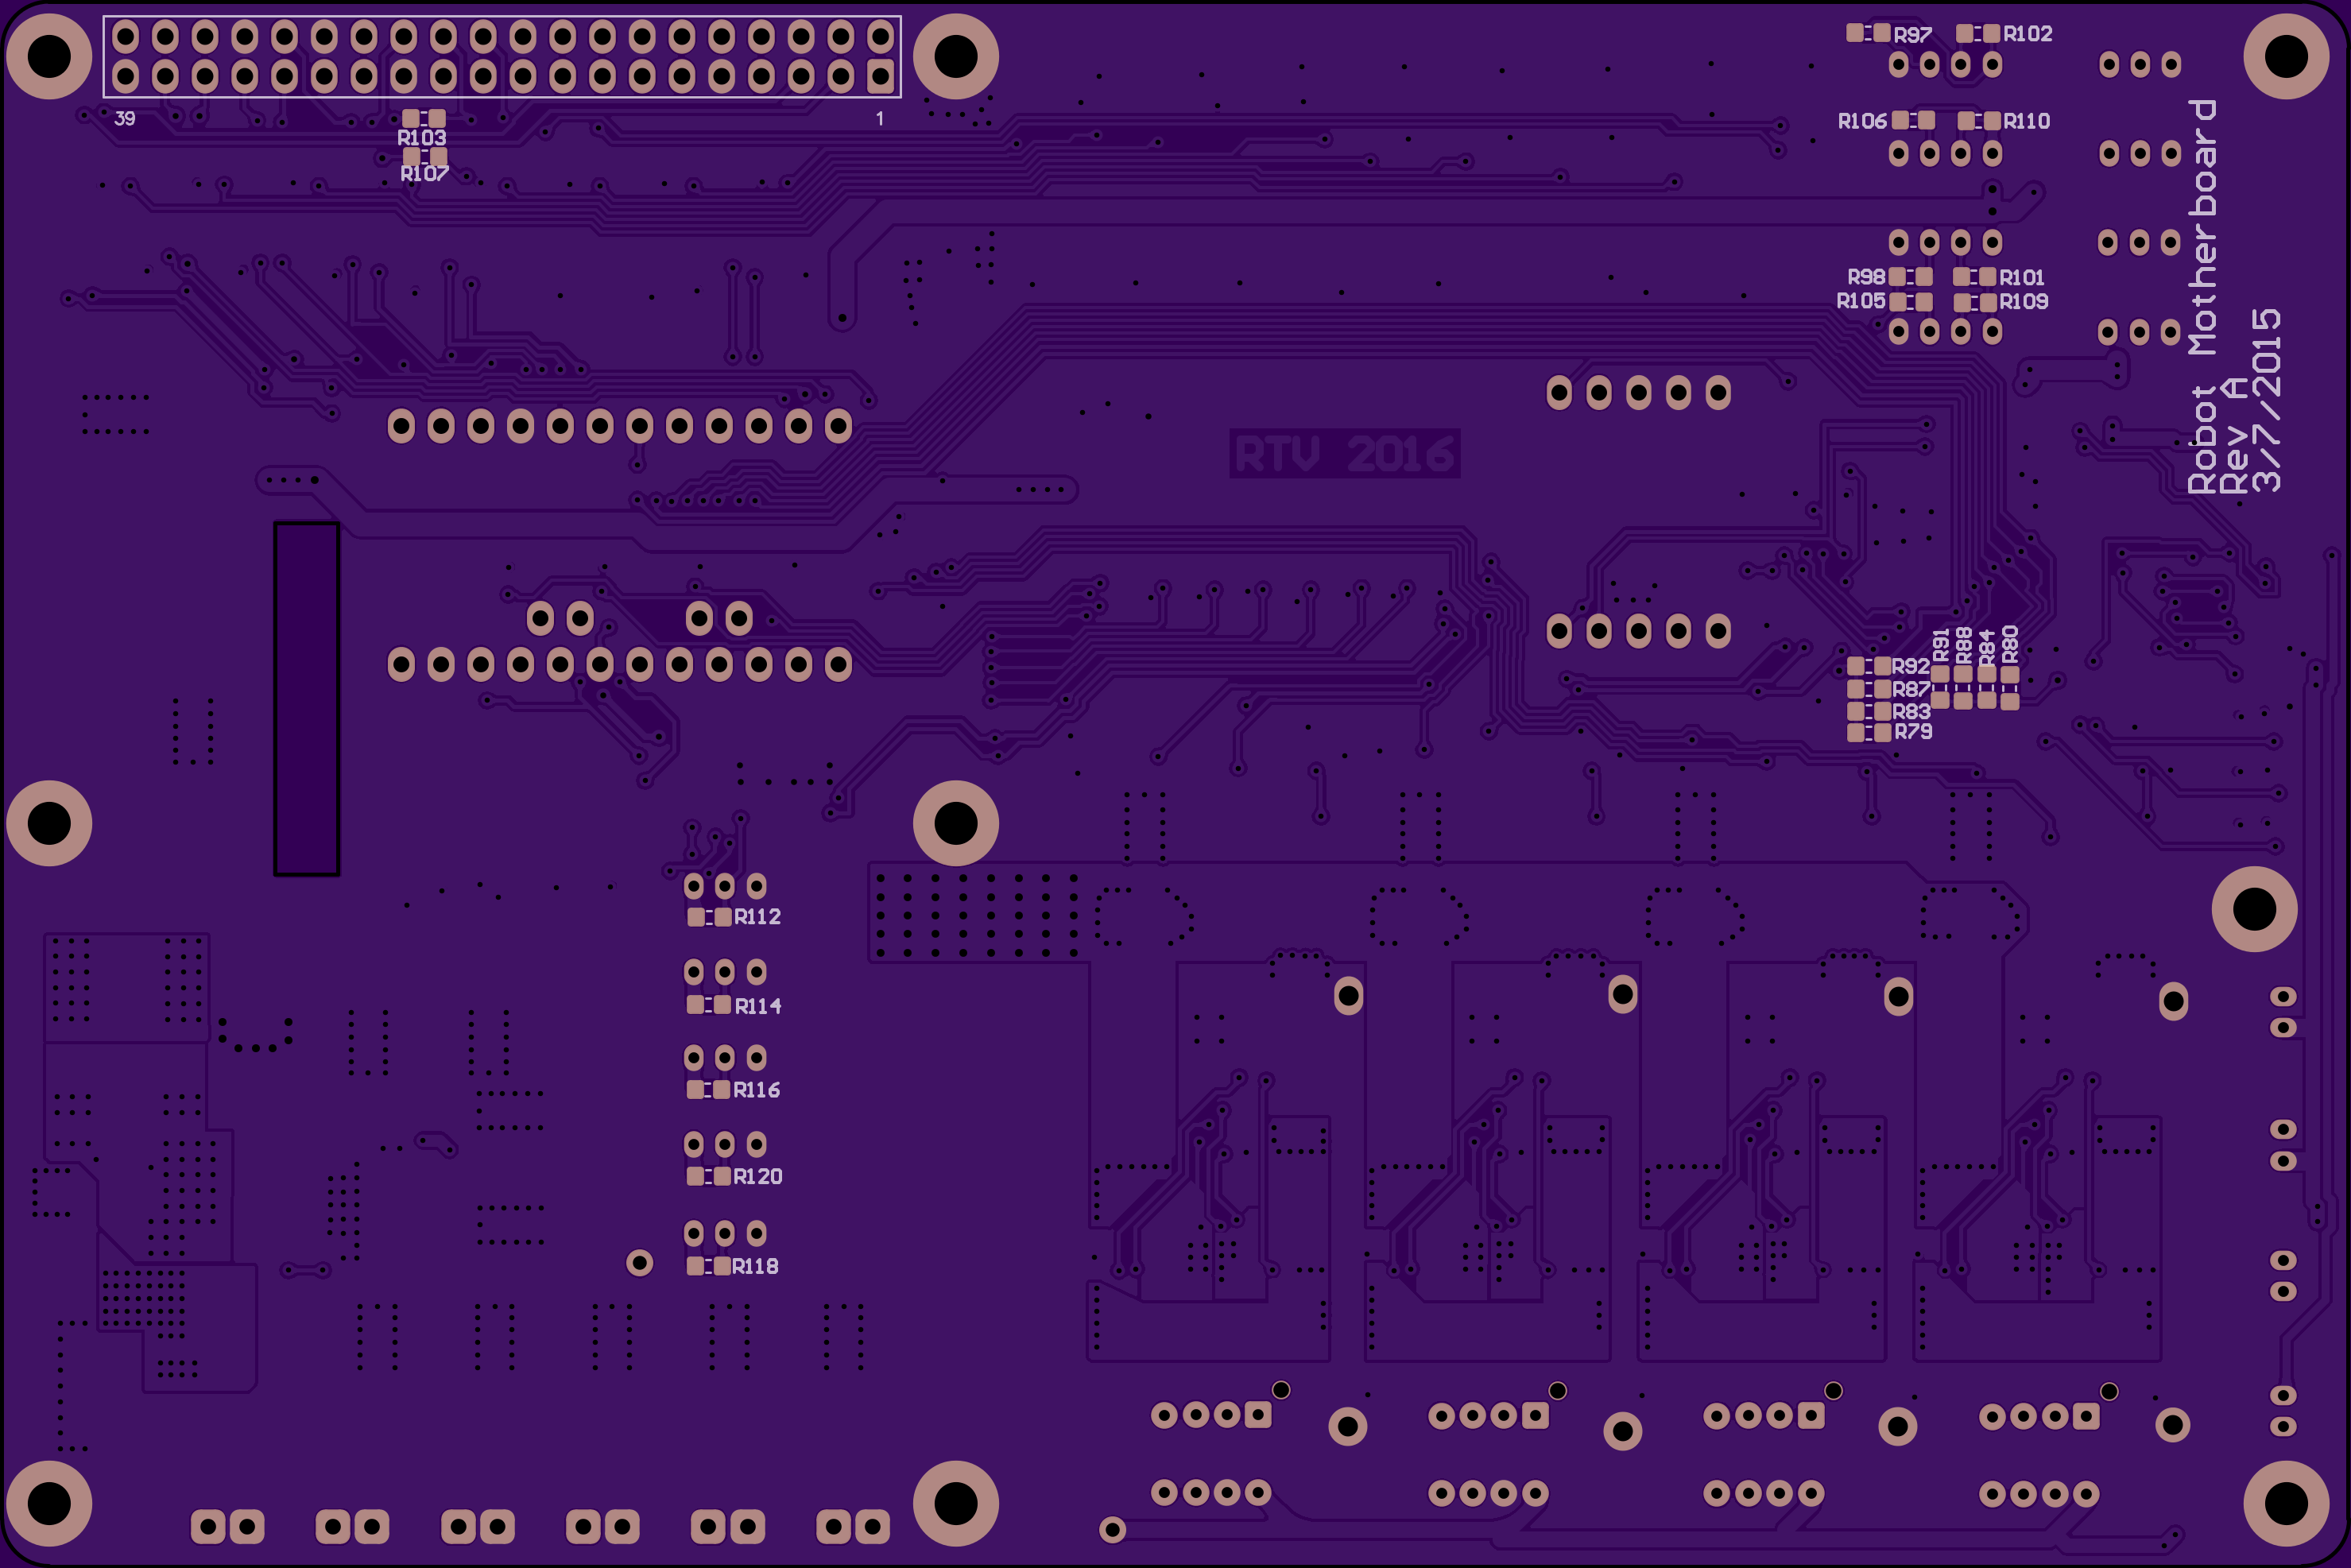 R97
R102
39
1
R103
R107
R106
R110
R98
R101
R105
R109
Robot Motherboard
Rev A
3/7/2015
RTV 2016
R91
R88
R84
R80
R92
R87
R83
R79
R112
R114
R116
R120
R118